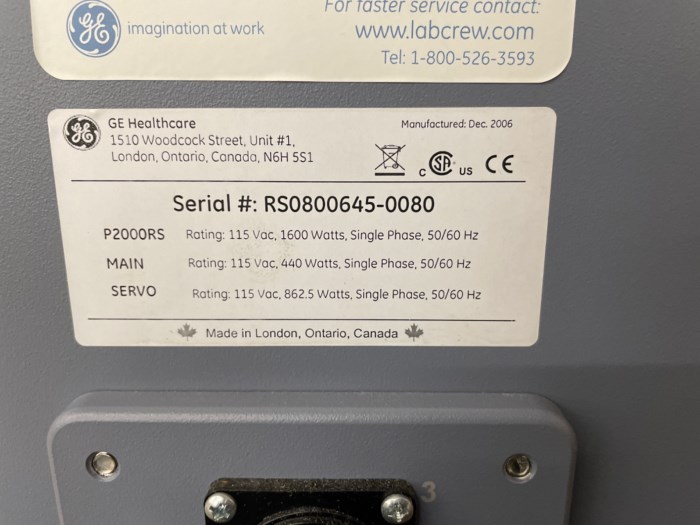 For faster service contact:
imagination at work
www.labcrew.com
Tel: 1-800-526-3593
GE Healthcare
1510 Woodcock Street, Unit #1,
London, Ontario, Canada, N6H 5S1
Manufactured: Dec. 2006
C SA US CE
Serial #: RS0800645-0080
P2000RS Rating: 115 Vac, 1600 Watts, Single Phase, 50/60 Hz
MAIN Rating: 115 Vac, 440 Watts, Single Phase, 50/60 Hz
SERVO Rating: 115 Vac, 862.5 Watts, Single Phase, 50/60 Hz
Made in London, Ontario, Canada
3